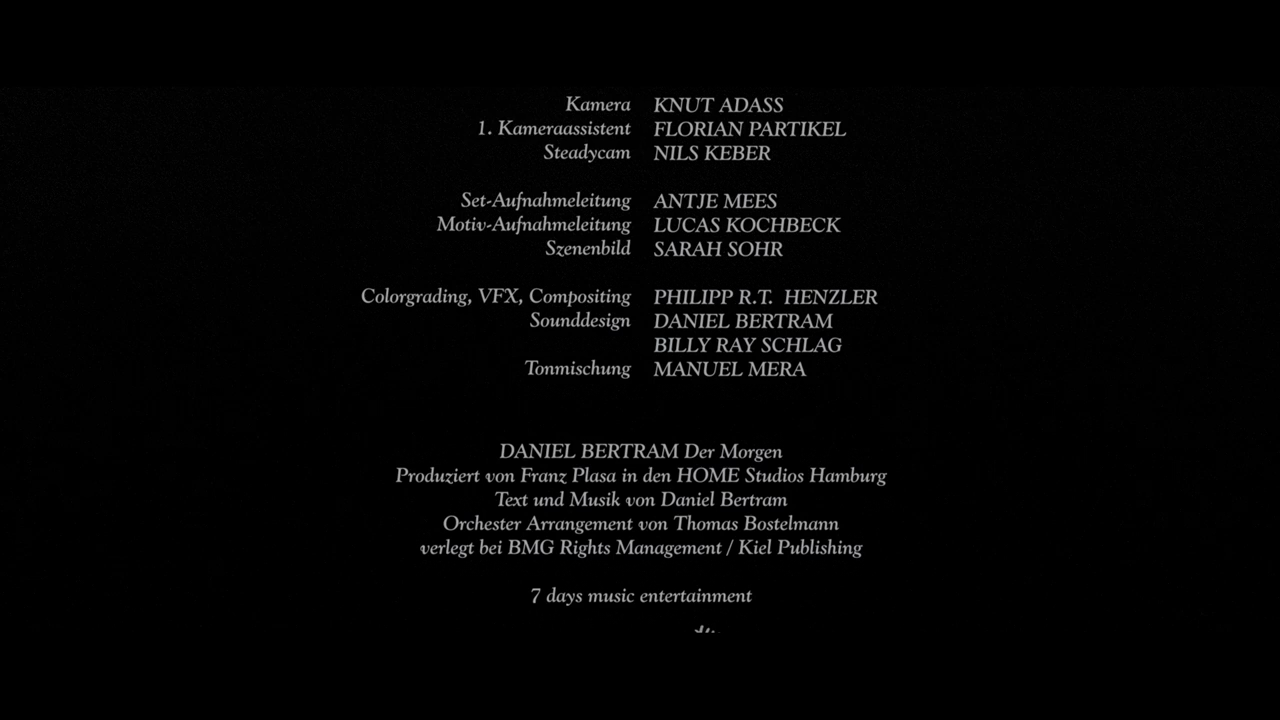 Kamera KNUT ADASS
1. Kameraassistent FLORIAN PARTIKEL
Steadycam NILS KEBER
Set-Aufnahmeleitung ANTJE MEES
Motiv-Aufnahmeleitung LUCAS KOCHBECK
Szenenbild SARAH SOHR
Colorgrading, VFX, Compositing PHILIPP R.T. HENZLER
Sounddesign DANIEL BERTRAM
BILLY RAY SCHLAG
Tonmischung MANUEL MERA
DANIEL BERTRAM Der Morgen
Produziert von Franz Plasa in den HOME Studios Hamburg
Text und Musik von Daniel Bertram
Orchester Arrangement von Thomas Bostelmann
verlegt bei BMG Rights Management / Kiel Publishing
7 days music entertainment